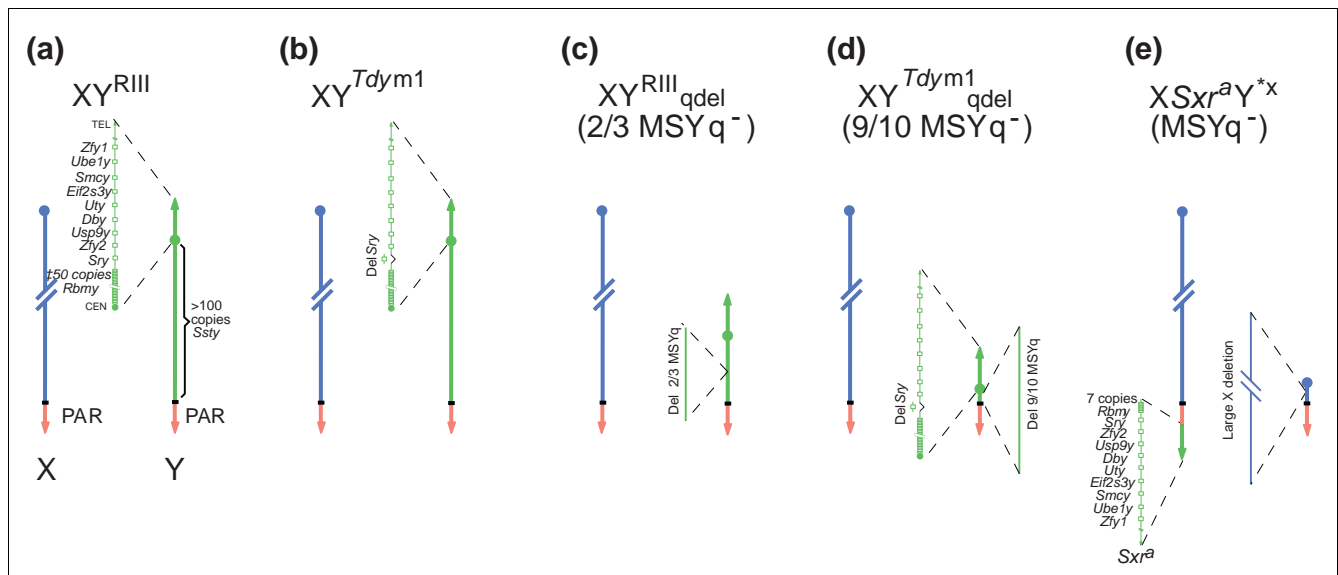 (a)
XY^RIII
TEL
Zfy1
Ube1y
Smcy
Eif2s3y
Uty
Dby
Usp9y
Zfy2
Sry
‡50 copies
Rbmy
CEN
>100
copies
Ssty
PAR
PAR
X
Y
(b)
XY^Tdym1
Del Sry
(c)
XY^RIII qdel
(2/3 MSYq-)
Del 2/3 MSYq
(d)
XY^Tdym1 qdel
(9/10 MSYq-)
Del Sry
Del 9/10 MSYq
(e)
XSxr^aY^*x
(MSYq-)
7 copies
Rbmy
Sry
Zfy2
Usp9y
Dby
Uty
Eif2s3y
Smcy
Ube1y
Zfy1
Sxr^a
Large X deletion